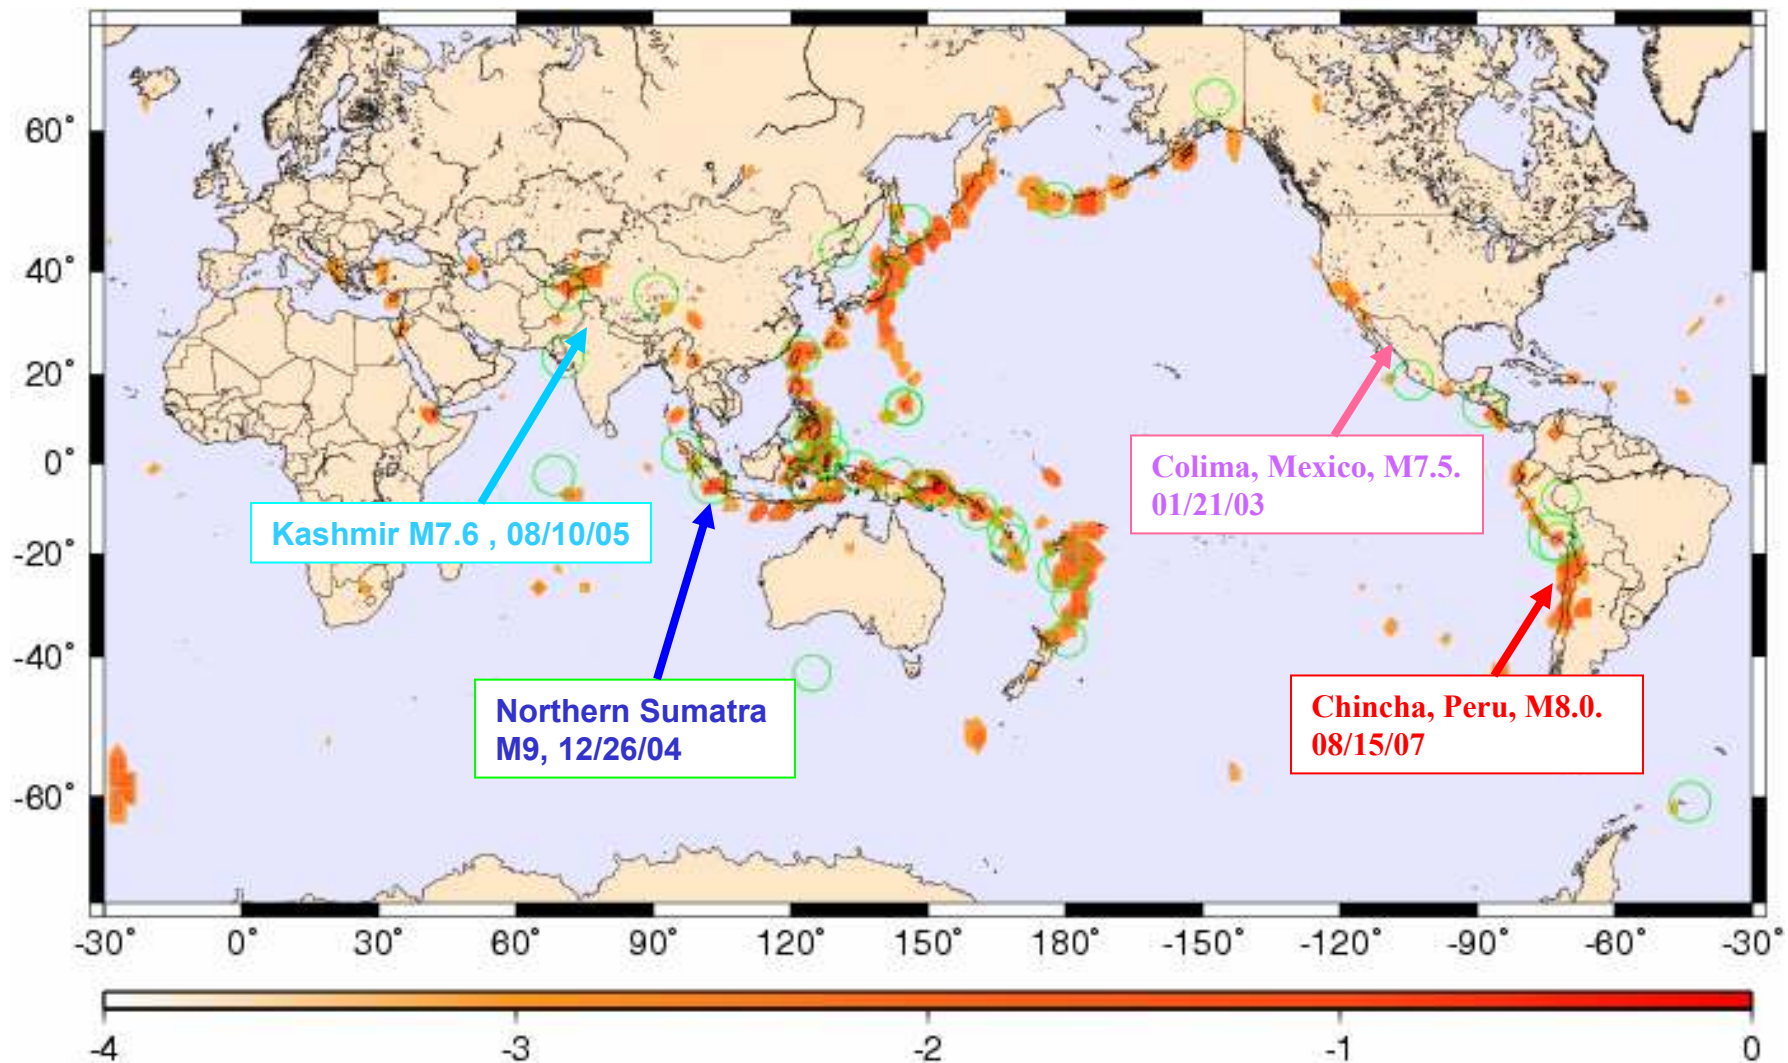 60°
40°
20°
0°
-20°
-40°
-60°
Kashmir M7.6 , 08/10/05
Northern Sumatra
M9, 12/26/04
Colima, Mexico, M7.5.
01/21/03
Chincha, Peru, M8.0.
08/15/07
-30° 0° 30° 60° 90° 120° 150° 180° -150° -120° -90° -60° -30°
-4 -3 -2 -1 0